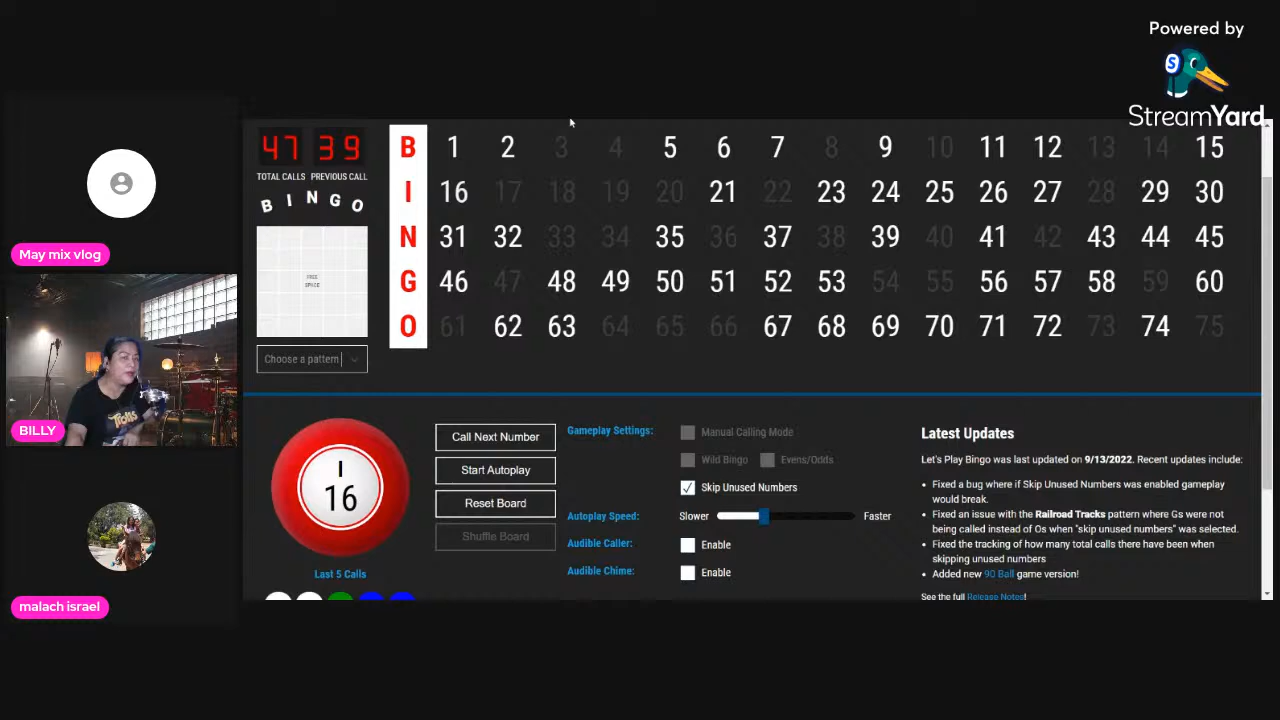 Powered by
StreamYard
47 39
TOTAL CALLS PREVIOUS CALL
BINGO
FREE
SPACE
Choose a pattern
B 1 2 3 4 5 6 7 8 9 10 11 12 13 14 15
I 16 17 18 19 20 21 22 23 24 25 26 27 28 29 30
N 31 32 33 34 35 36 37 38 39 40 41 42 43 44 45
G 46 47 48 49 50 51 52 53 54 55 56 57 58 59 60
O 61 62 63 64 65 66 67 68 69 70 71 72 73 74 75
May mix vlog
Trolls
BILLY
malach israel
I
16
Last 5 Calls
Call Next Number
Start Autoplay
Reset Board
Shuffle Board
Gameplay Settings:
Manual Calling Mode
Wild Bingo Evens/Odds
Skip Unused Numbers
Autoplay Speed: Slower Faster
Audible Caller: Enable
Audible Chime: Enable
Latest Updates
Let's Play Bingo was last updated on 9/13/2022. Recent updates include:
Fixed a bug where if Skip Unused Numbers was enabled gameplay
would break.
Fixed an issue with the Railroad Tracks pattern where Gs were not
being called instead of Os when "skip unused numbers" was selected.
Fixed the tracking of how many total calls there have been when
skipping unused numbers
Added new 90 Ball game version!
See the full Release Notes!